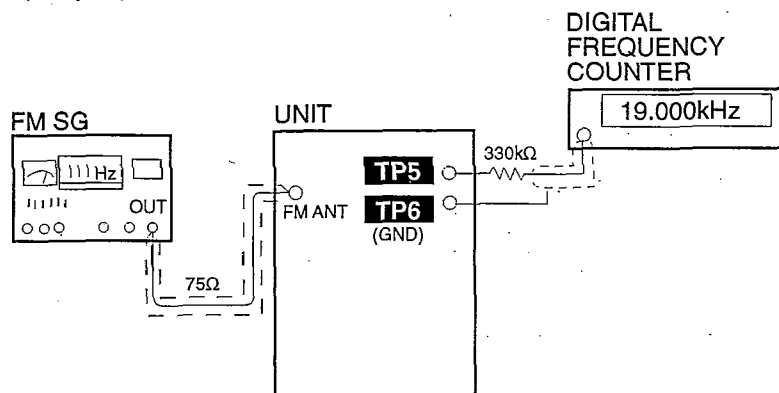 DIGITAL
FREQUENCY
COUNTER
19.000kHz
FM SG
UNIT
Hz
OUT
FM ANT
TP5
330kΩ
TP6
(GND)
75Ω